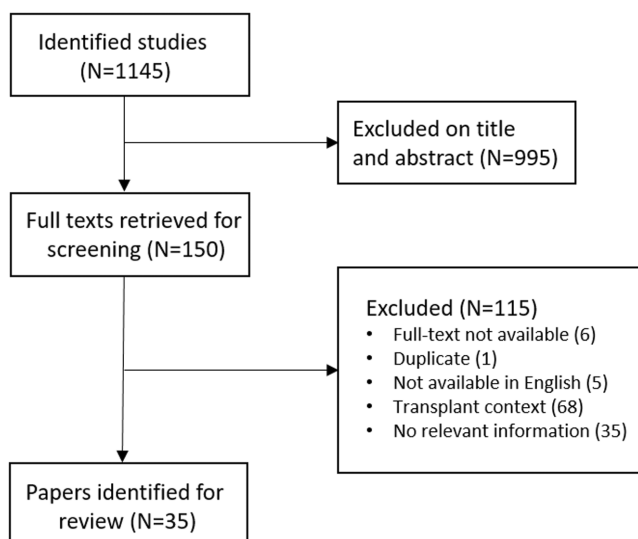 Identified studies
(N=1145)
Excluded on title
and abstract (N=995)
Full texts retrieved for
screening (N=150)
Excluded (N=115)
• Full-text not available (6)
• Duplicate (1)
• Not available in English (5)
• Transplant context (68)
• No relevant information (35)
Papers identified for
review (N=35)